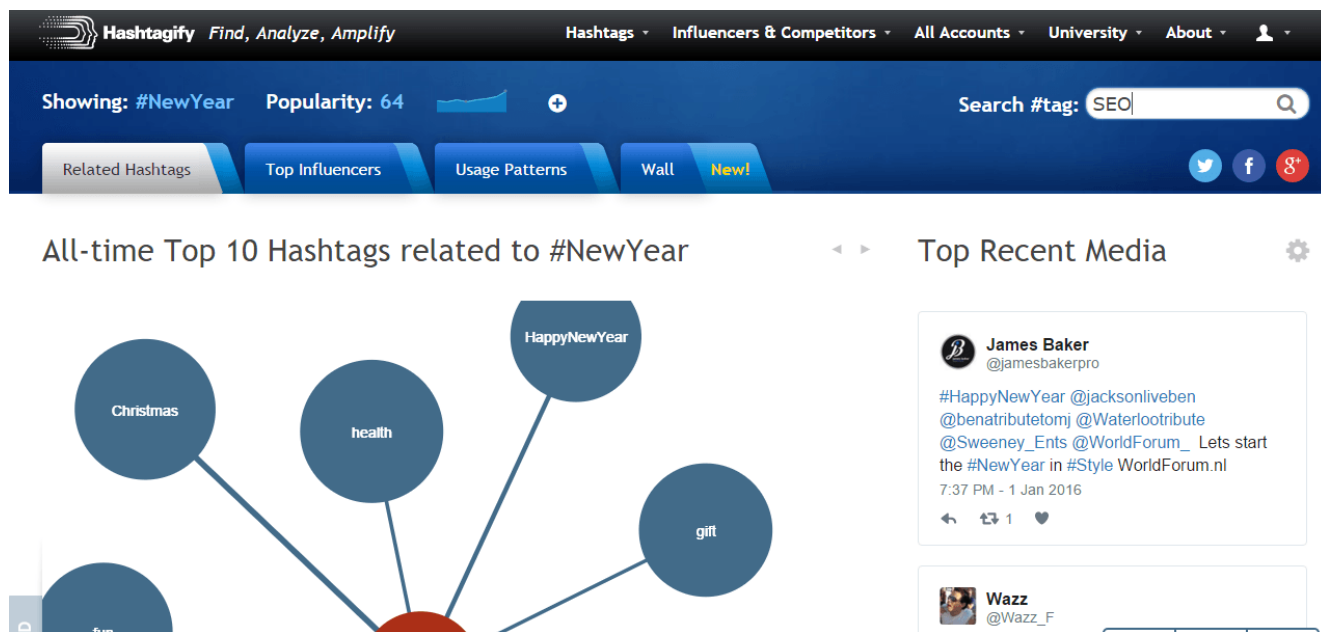 Hashtagify Find, Analyze, Amplify
Hashtags Influencers & Competitors All Accounts University About
Showing: #NewYear Popularity: 64
Search #tag: SEO
Related Hashtags Top Influencers Usage Patterns Wall New!
f g+
All-time Top 10 Hashtags related to #NewYear
HappyNewYear
Christmas
health
gift
fun
Top Recent Media
B
James Baker
@jamesbakerpro
#HappyNewYear @jacksonliveben
@benatributetomj @Waterlootribute
@Sweeney_Ents @WorldForum_ Lets start
the #NewYear in #Style WorldForum.nl
7:37 PM - 1 Jan 2016
1
Wazz
@Wazz_F